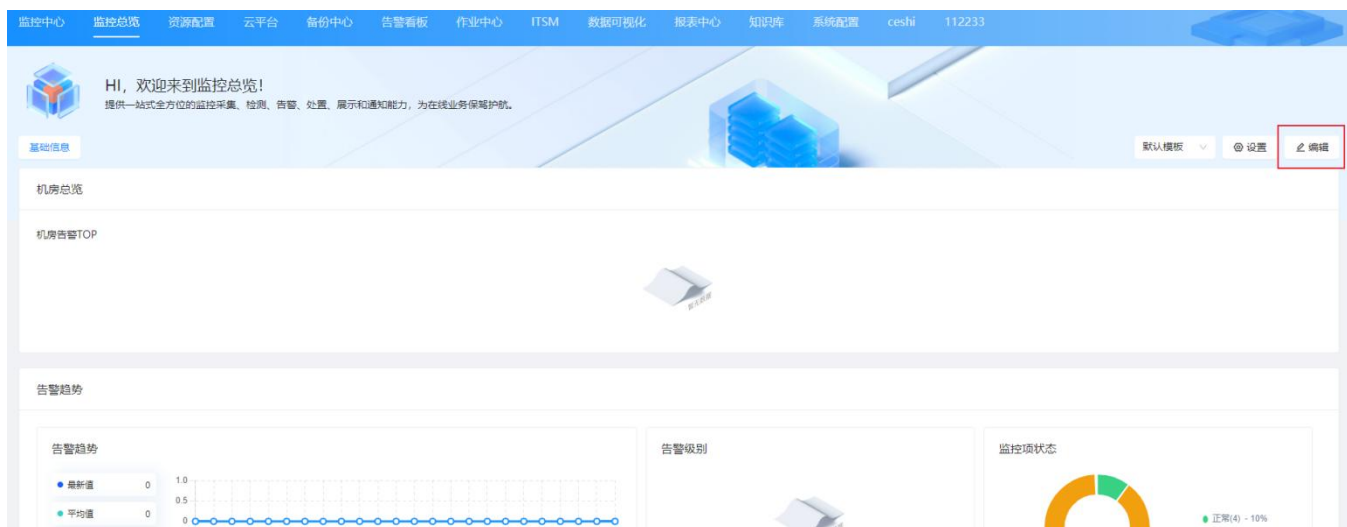 监控中心 监控总览 资源配置 云平台 备份中心 告警看板 作业中心 ITSM 数据可视化 报表中心 知识库 系统配置 ceshi 112233
HI，欢迎来到监控总览！
提供一站式全方位的监控采集、检测、告警、处置、展示和通知能力，为在线业务保驾护航。
基础信息 默认模板 设置 编辑
机房总览
机房告警TOP
暂无数据
告警趋势
告警趋势 告警级别 监控项状态
最新值 0 1.0
0.5
平均值 0 0
正常(4) - 10%